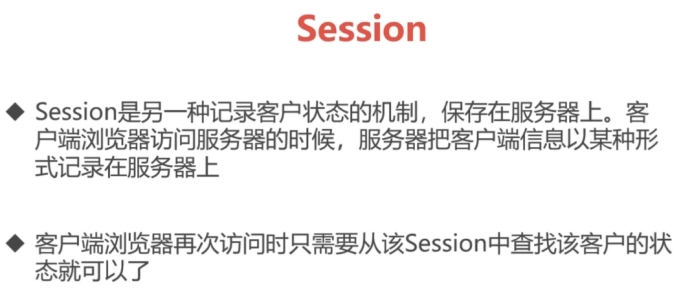 Session
◆ Session是另一种记录客户状态的机制，保存在服务器上。客
户端浏览器访问服务器的时候，服务器把客户端信息以某种形
式记录在服务器上
◆ 客户端浏览器再次访问时只需要从该Session中查找该客户的状
态就可以了